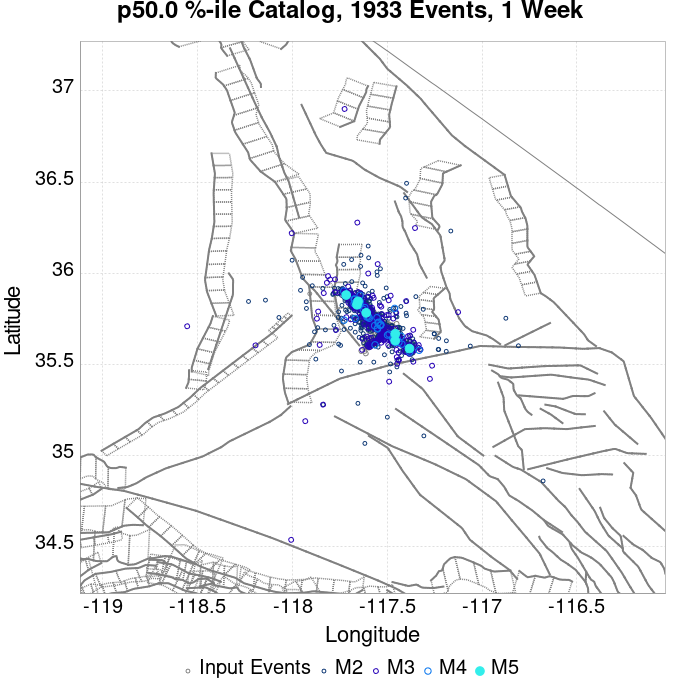 p50.0 %-ile Catalog, 1933 Events, 1 Week
37
36.5
36
35.5
35
34.5
Latitude
-119
-118.5
-118
-117.5
-117
-116.5
Longitude
Input Events
M2
M3
M4
M5